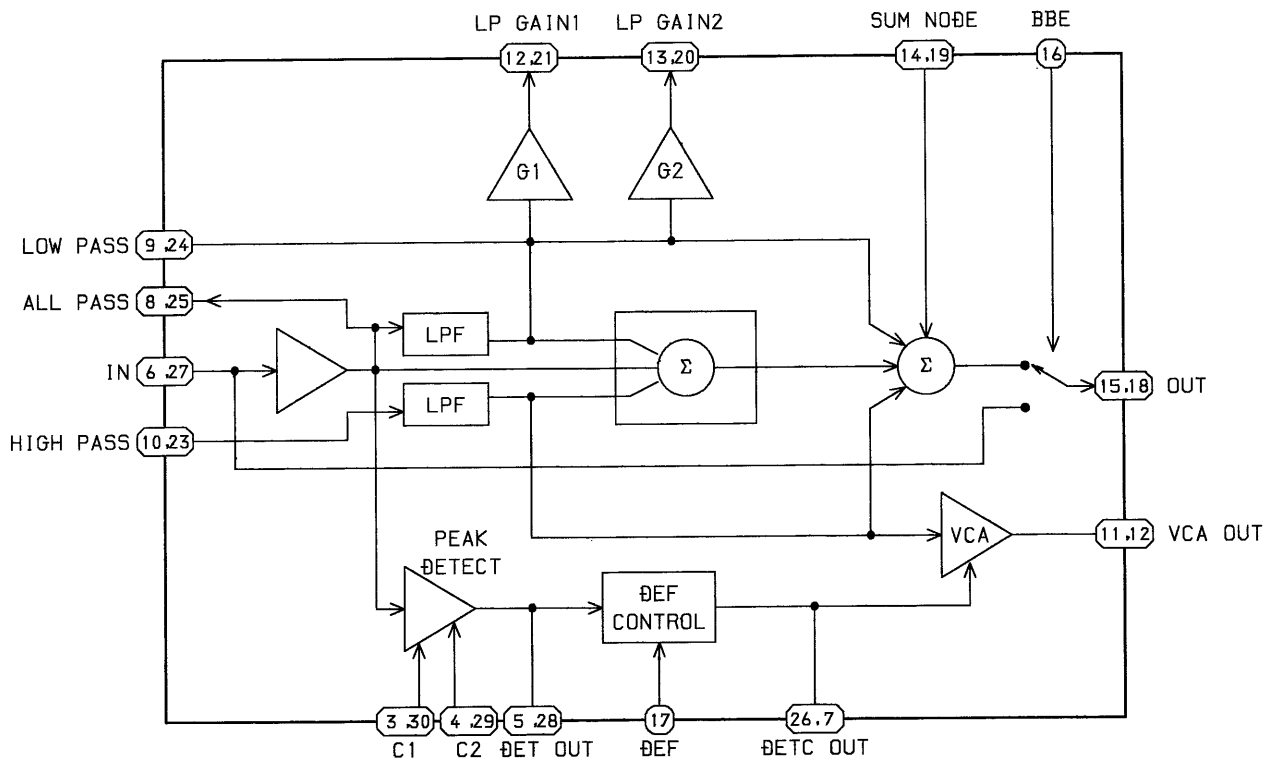 LP GAIN1 LP GAIN2 SUM NODE BBE
12,21 13,20 14,19 16
G1 G2
LOW PASS 9,24
ALL PASS 8,25
LPF
IN 6,27
Σ Σ
15,18 OUT
LPF
HIGH PASS 10,23
PEAK
DETECT
VCA 11,12 VCA OUT
DEF
CONTROL
3,30 4,29 5,28 17 26,7
C1 C2 DET OUT DEF DETC OUT